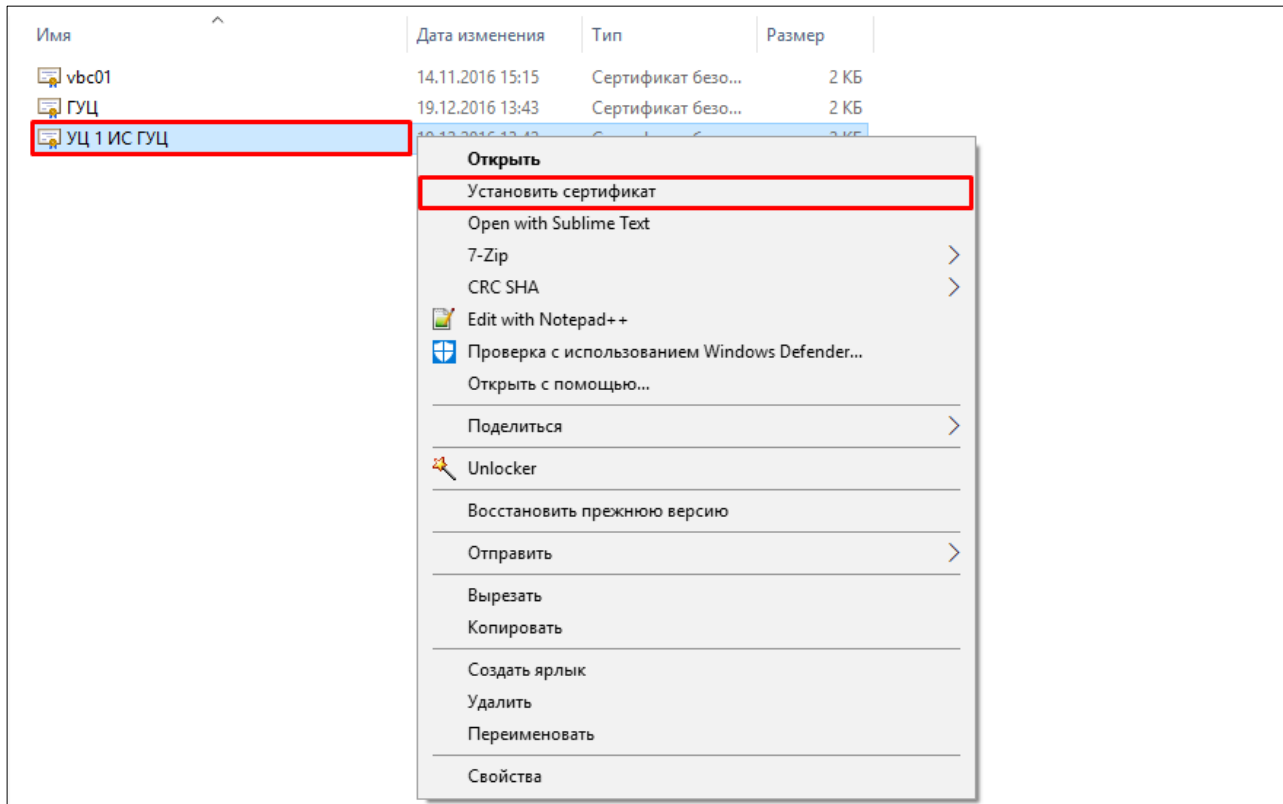 Имя Дата изменения Тип Размер
vbc01 14.11.2016 15:15 Сертификат безо... 2 КБ
ГУЦ 19.12.2016 13:43 Сертификат безо... 2 КБ
УЦ 1 ИС ГУЦ
Открыть
Установить сертификат
Open with Sublime Text
7-Zip
CRC SHA
Edit with Notepad++
Проверка с использованием Windows Defender...
Открыть с помощью...
Поделиться
Unlocker
Восстановить прежнюю версию
Отправить
Вырезать
Копировать
Создать ярлык
Удалить
Переименовать
Свойства